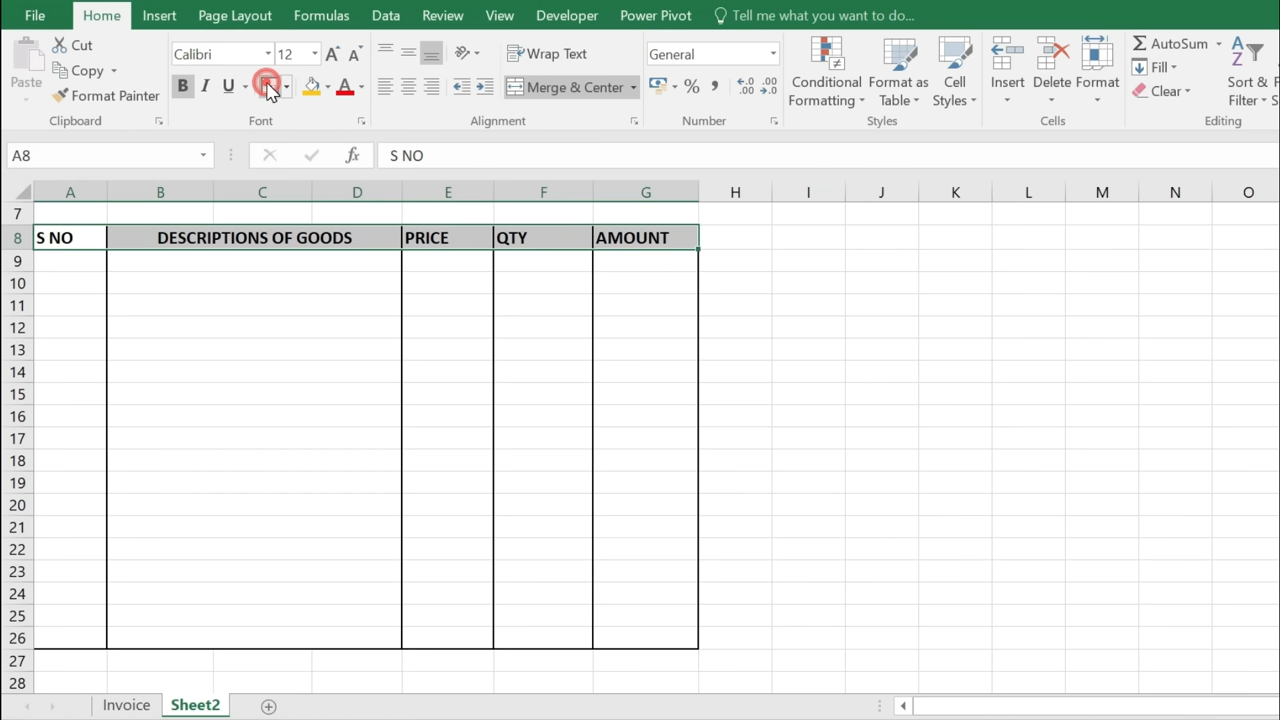 File Home Insert Page Layout Formulas Data Review View Developer Power Pivot Tell me what you want to do...
Cut
Copy
Format Painter
Paste
Clipboard
Calibri 12
B I U A
Font
Wrap Text
Merge & Center
Alignment
General
% ,
Number
Conditional Formatting
Format as Table
Cell Styles
Styles
Insert Delete Format
Cells
AutoSum
Fill
Clear
Sort &
Filter
Editing
A8 fx S NO
A B C D E F G H I J K L M N O
7
8 S NO DESCRIPTIONS OF GOODS PRICE QTY AMOUNT
9
10
11
12
13
14
15
16
17
18
19
20
21
22
23
24
25
26
27
28
Invoice Sheet2